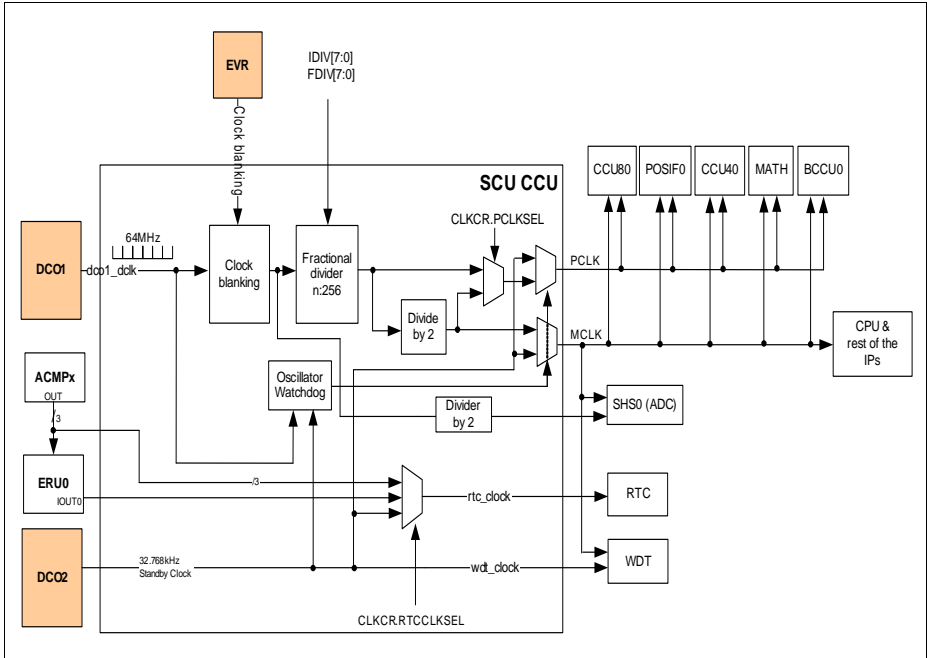 EVR
IDIV[7:0]
FDIV[7:0]
Clock blanking
SCU CCU
CCU80
POSIF0
CCU40
MATH
BCCU0
CLKCR.PCLKSEL
64MHz
DCO1
dco1_dclk
Clock
blanking
Fractional
divider
n:256
PCLK
Divide
by 2
MCLK
CPU &
rest of the
IPs
ACMPx
OUT
/3
Oscillator
Watchdog
Divider
by 2
SHS0 (ADC)
ERU0
IOUT0
/3
rtc_clock
RTC
DCO2
32.768kHz
Standby Clock
wdt_clock
WDT
CLKCR.RTCCLKSEL